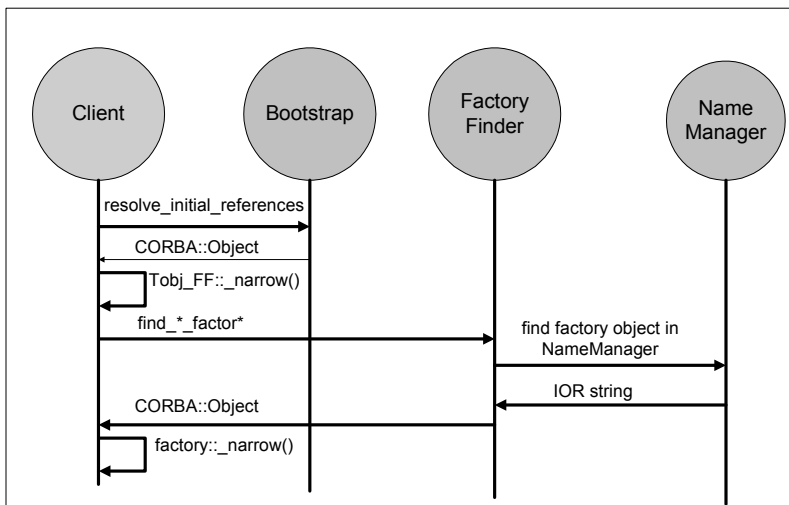 Client
Bootstrap
Factory
Finder
Name
Manager
resolve_initial_references
CORBA::Object
Tobj_FF::_narrow()
find_*_factor*
find factory object in
NameManager
IOR string
CORBA::Object
factory::_narrow()